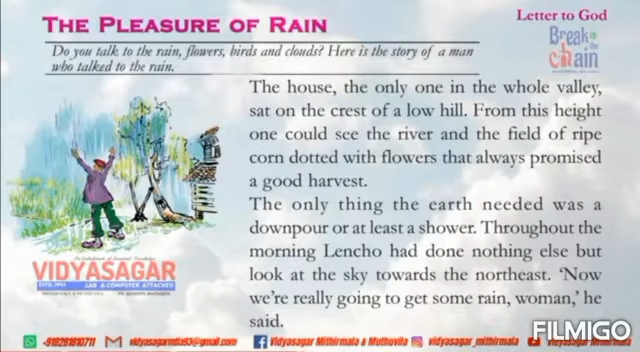 THE PLEASURE OF RAIN
Letter to God
Break the chain
Do you talk to the rain, flowers, birds and clouds? Here is the story of a man
who talked to the rain.
The house, the only one in the whole valley,
sat on the crest of a low hill. From this height
one could see the river and the field of ripe
corn dotted with flowers that always promised
a good harvest.
The only thing the earth needed was a
downpour or at least a shower. Throughout the
morning Lencho had done nothing else but
look at the sky towards the northeast. ‘Now
we’re really going to get some rain, woman,’ he
said.
VIDYASAGAR
ESTD. 1993 LAB & COMPUTER ATTACHED
Vidyasagar Mithirmala & Muthuvila
vidyasagar_mithirmala
FILMIGO